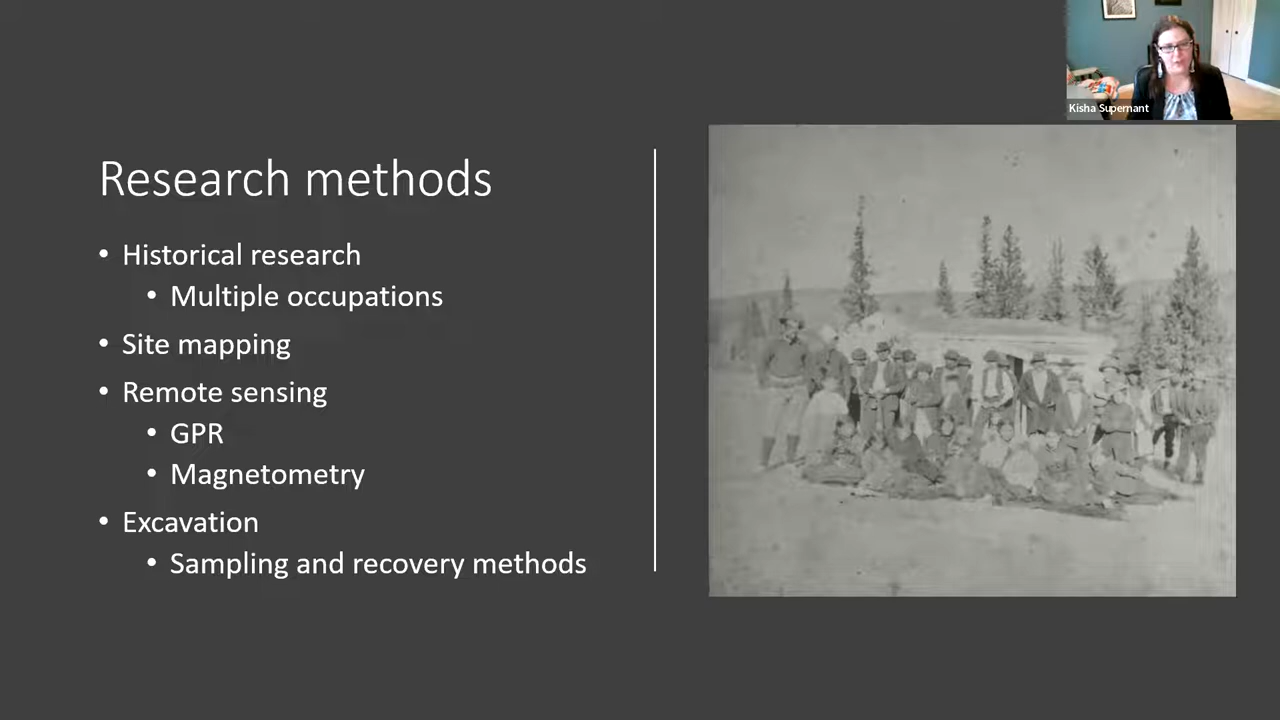 Kisha Supernant
Research methods
• Historical research
• Multiple occupations
• Site mapping
• Remote sensing
• GPR
• Magnetometry
• Excavation
• Sampling and recovery methods